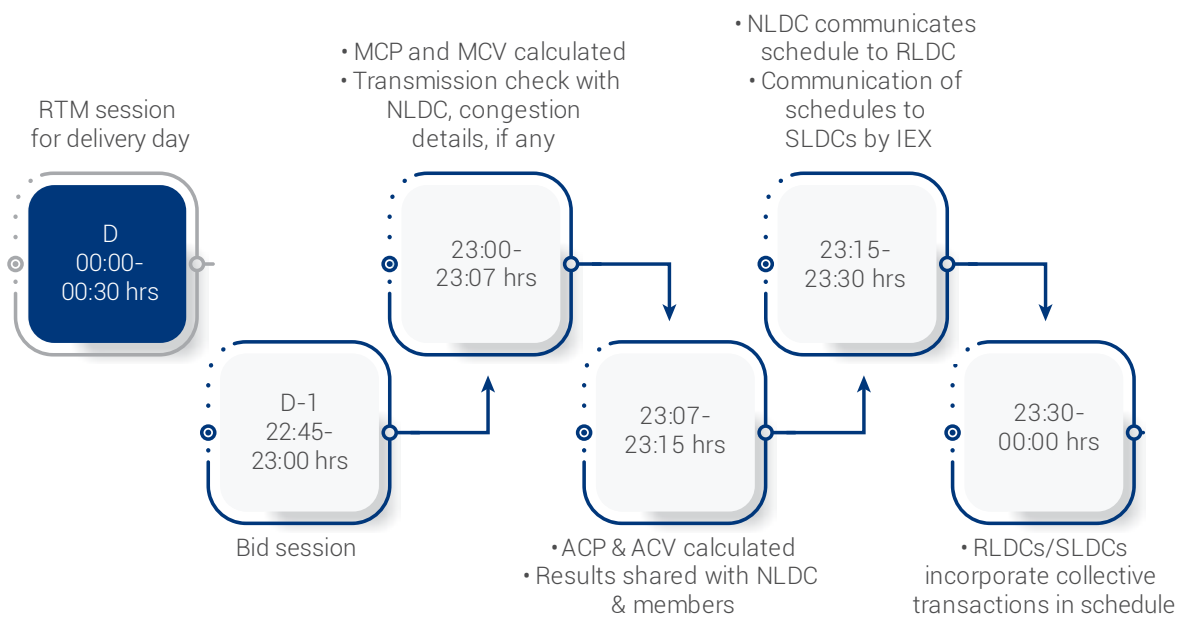 RTM session
for delivery day
D
00:00-
00:30 hrs
D-1
22:45-
23:00 hrs
Bid session
• MCP and MCV calculated
• Transmission check with
NLDC, congestion
details, if any
23:00-
23:07 hrs
23:07-
23:15 hrs
• ACP & ACV calculated
• Results shared with NLDC
& members
• NLDC communicates
schedule to RLDC
• Communication of
schedules to
SLDCs by IEX
23:15-
23:30 hrs
23:30-
00:00 hrs
• RLDCs/SLDCs
incorporate collective
transactions in schedule